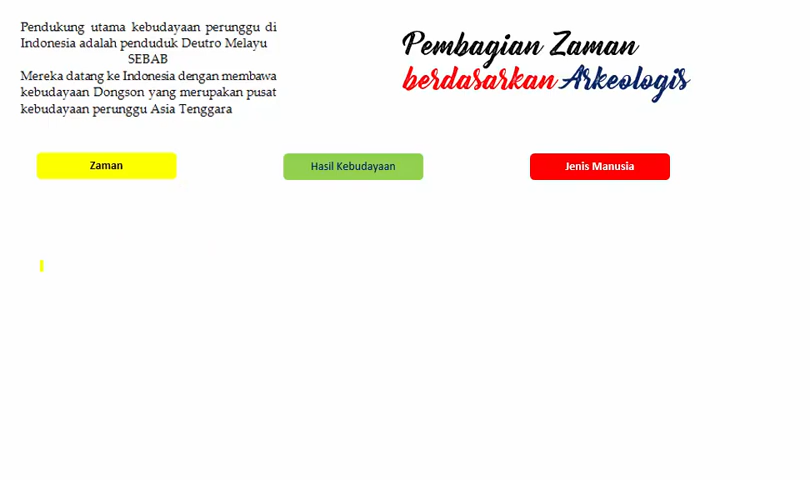 Pendukung utama kebudayaan perunggu di
Indonesia adalah penduduk Deutro Melayu
SEBAB
Mereka datang ke Indonesia dengan membawa
kebudayaan Dongson yang merupakan pusat
kebudayaan perunggu Asia Tenggara
Pembagian Zaman
berdasarkan Arkeologis
Zaman
Hasil Kebudayaan
Jenis Manusia